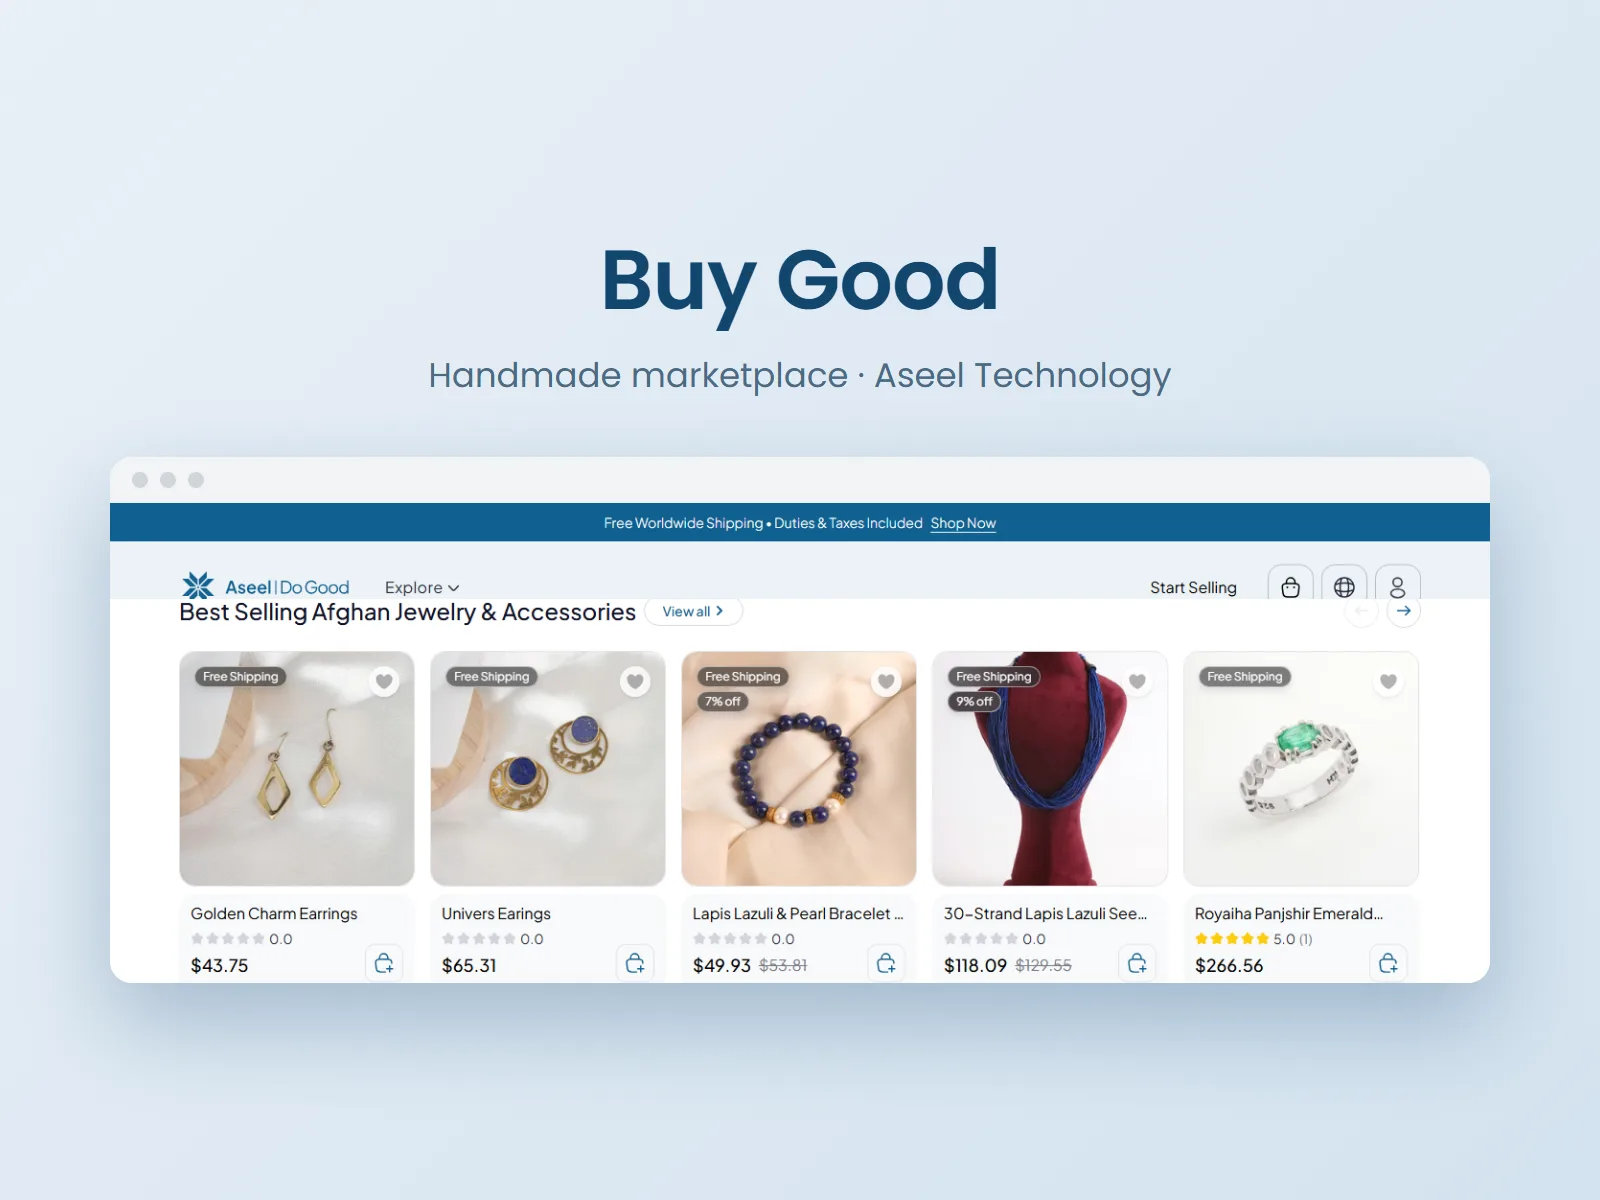 Buy Good
Handmade marketplace · Aseel Technology
Free Worldwide Shipping • Duties & Taxes Included Shop Now
Aseel | Do Good Explore Start Selling
Best Selling Afghan Jewelry & Accessories View all
Free Shipping Free Shipping Free Shipping Free Shipping Free Shipping
7% off 9% off
925 HM
Golden Charm Earrings Univers Earings Lapis Lazuli & Pearl Bracelet ... 30-Strand Lapis Lazuli See... Royaiha Panjshir Emerald...
0.0 0.0 0.0 0.0 5.0 (1)
$43.75 $65.31 $49.93 $53.81 $118.09 $129.55 $266.56